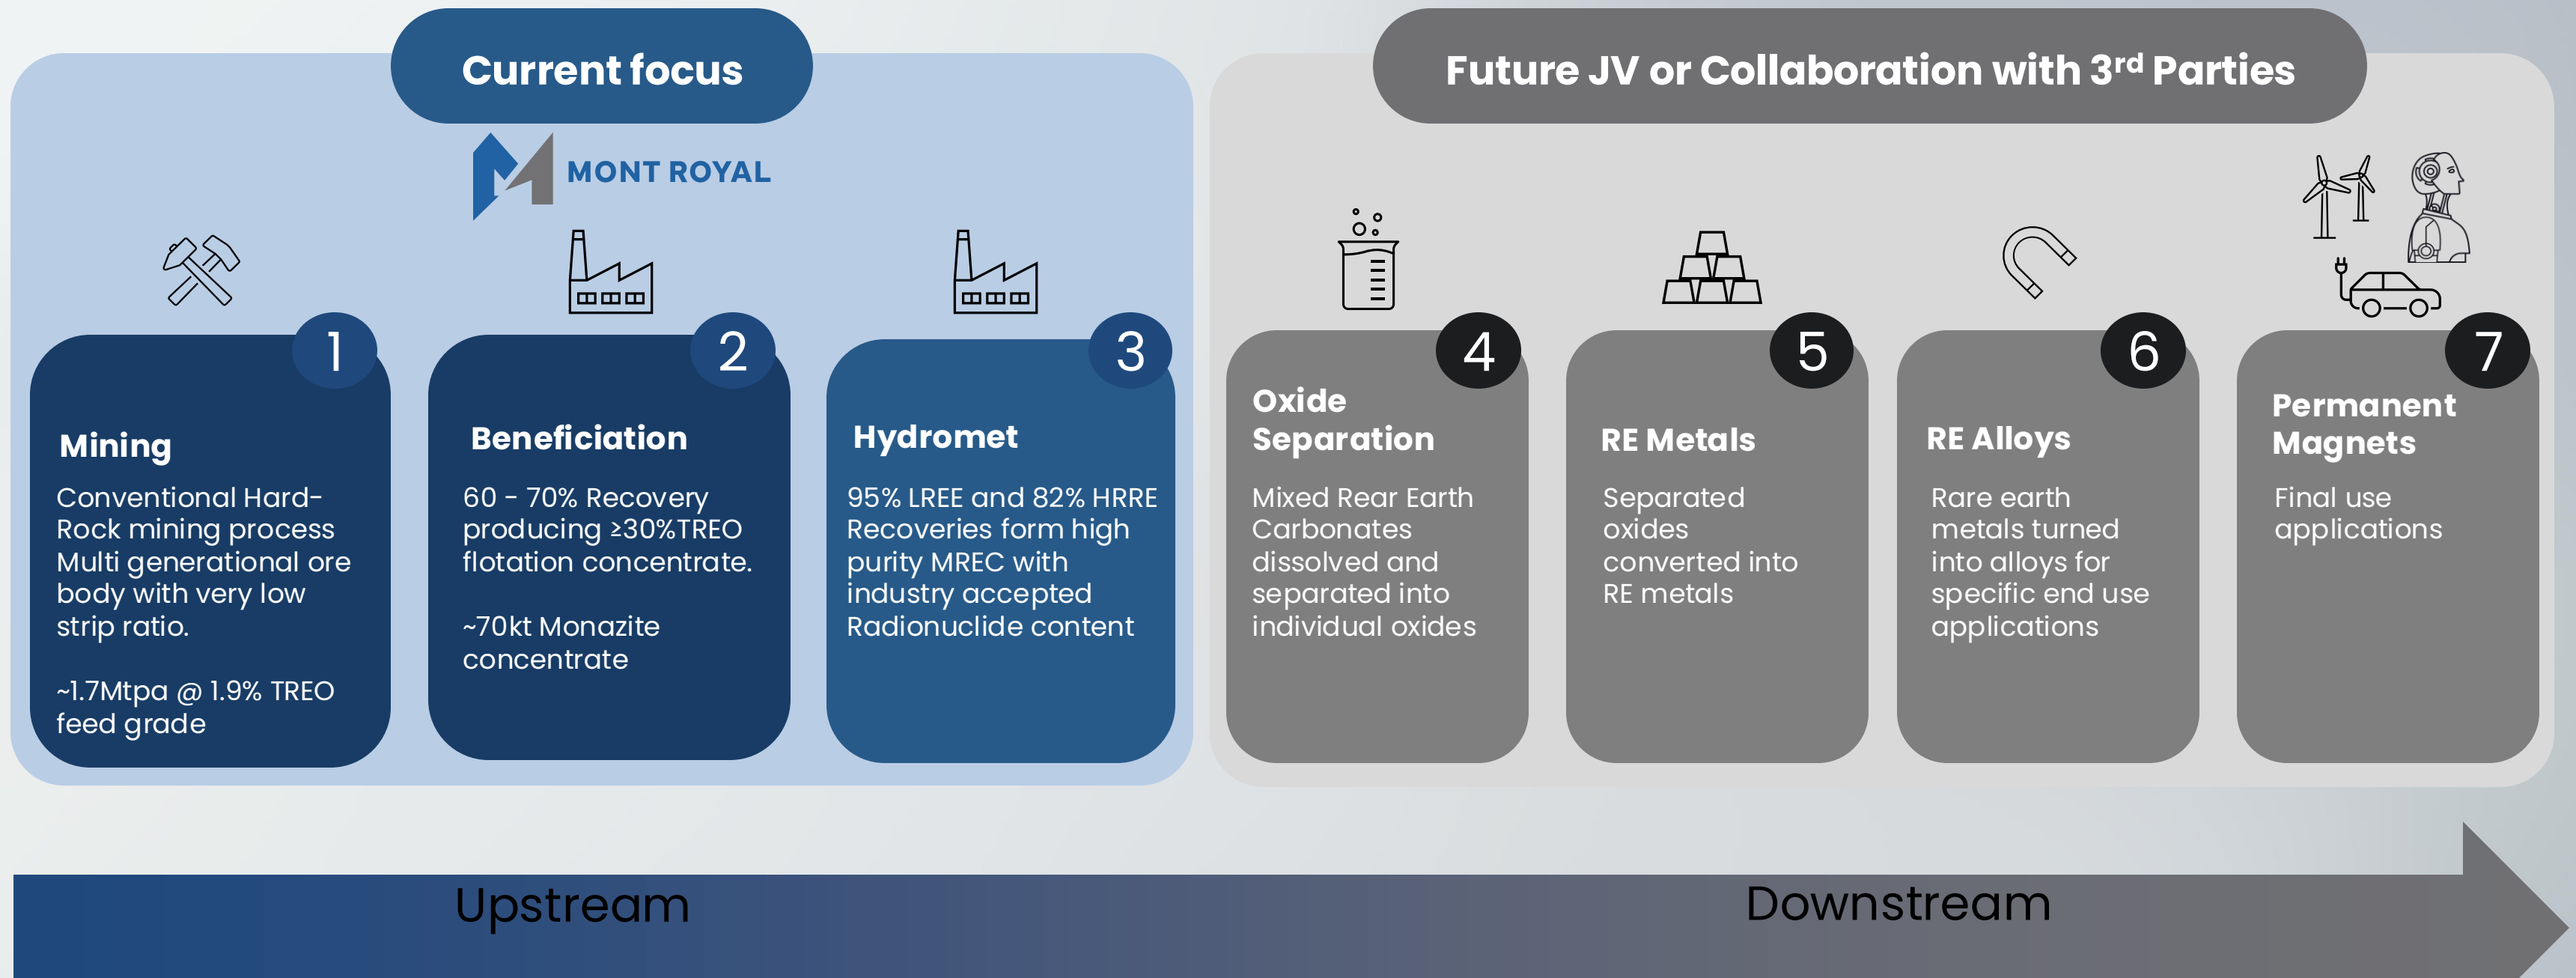 Current focus
Future JV or Collaboration with 3rd Parties
MONT ROYAL
1
Mining
Conventional Hard-
Rock mining process
Multi generational ore
body with very low
strip ratio.
~1.7Mtpa @ 1.9% TREO
feed grade
2
Beneficiation
60 - 70% Recovery
producing ≥30%TREO
flotation concentrate.
~70kt Monazite
concentrate
3
Hydromet
95% LREE and 82% HRRE
Recoveries form high
purity MREC with
industry accepted
Radionuclide content
4
Oxide
Separation
Mixed Rear Earth
Carbonates
dissolved and
separated into
individual oxides
5
RE Metals
Separated
oxides
converted into
RE metals
6
RE Alloys
Rare earth
metals turned
into alloys for
specific end use
applications
7
Permanent
Magnets
Final use
applications
Upstream
Downstream